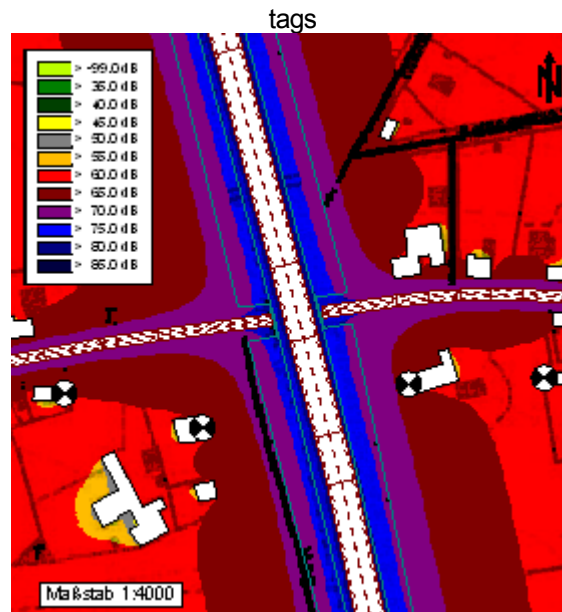 tags
> -99.0 dB
> 35.0 dB
> 40.0 dB
> 45.0 dB
> 50.0 dB
> 55.0 dB
> 60.0 dB
> 65.0 dB
> 70.0 dB
> 75.0 dB
> 80.0 dB
> 85.0 dB
N
Maßstab 1:4000